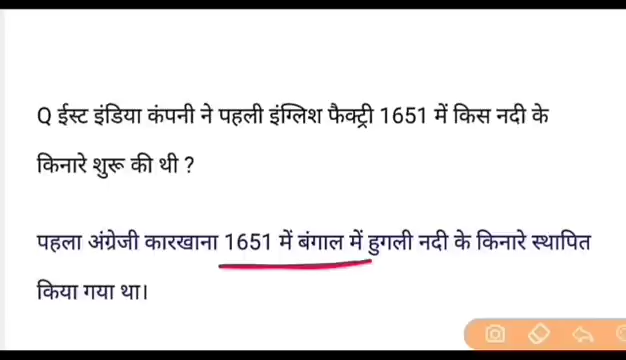 Q ईस्ट इंडिया कंपनी ने पहली इंग्लिश फैक्ट्री 1651 में किस नदी के
किनारे शुरू की थी ?
पहला अंग्रेजी कारखाना 1651 में बंगाल में हुगली नदी के किनारे स्थापित
किया गया था।